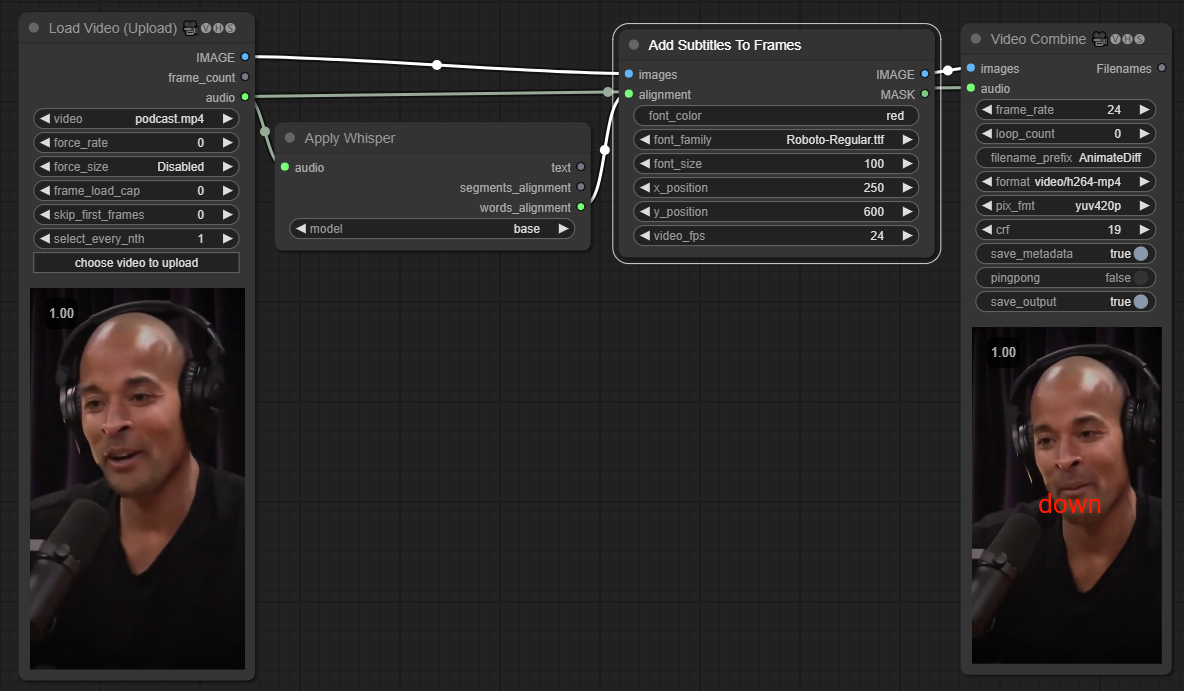 Load Video (Upload) 🎥🅥🅗🅢
IMAGE
frame_count
audio
video podcast.mp4
force_rate 0
force_size Disabled
frame_load_cap 0
skip_first_frames 0
select_every_nth 1
choose video to upload
1.00
Apply Whisper
audio text
segments_alignment
words_alignment
model base
Add Subtitles To Frames
images IMAGE
alignment MASK
font_color red
font_family Roboto-Regular.ttf
font_size 100
x_position 250
y_position 600
video_fps 24
Video Combine 🎥🅥🅗🅢
images Filenames
audio
frame_rate 24
loop_count 0
filename_prefix AnimateDiff
format video/h264-mp4
pix_fmt yuv420p
crf 19
save_metadata true
pingpong false
save_output true
1.00
down